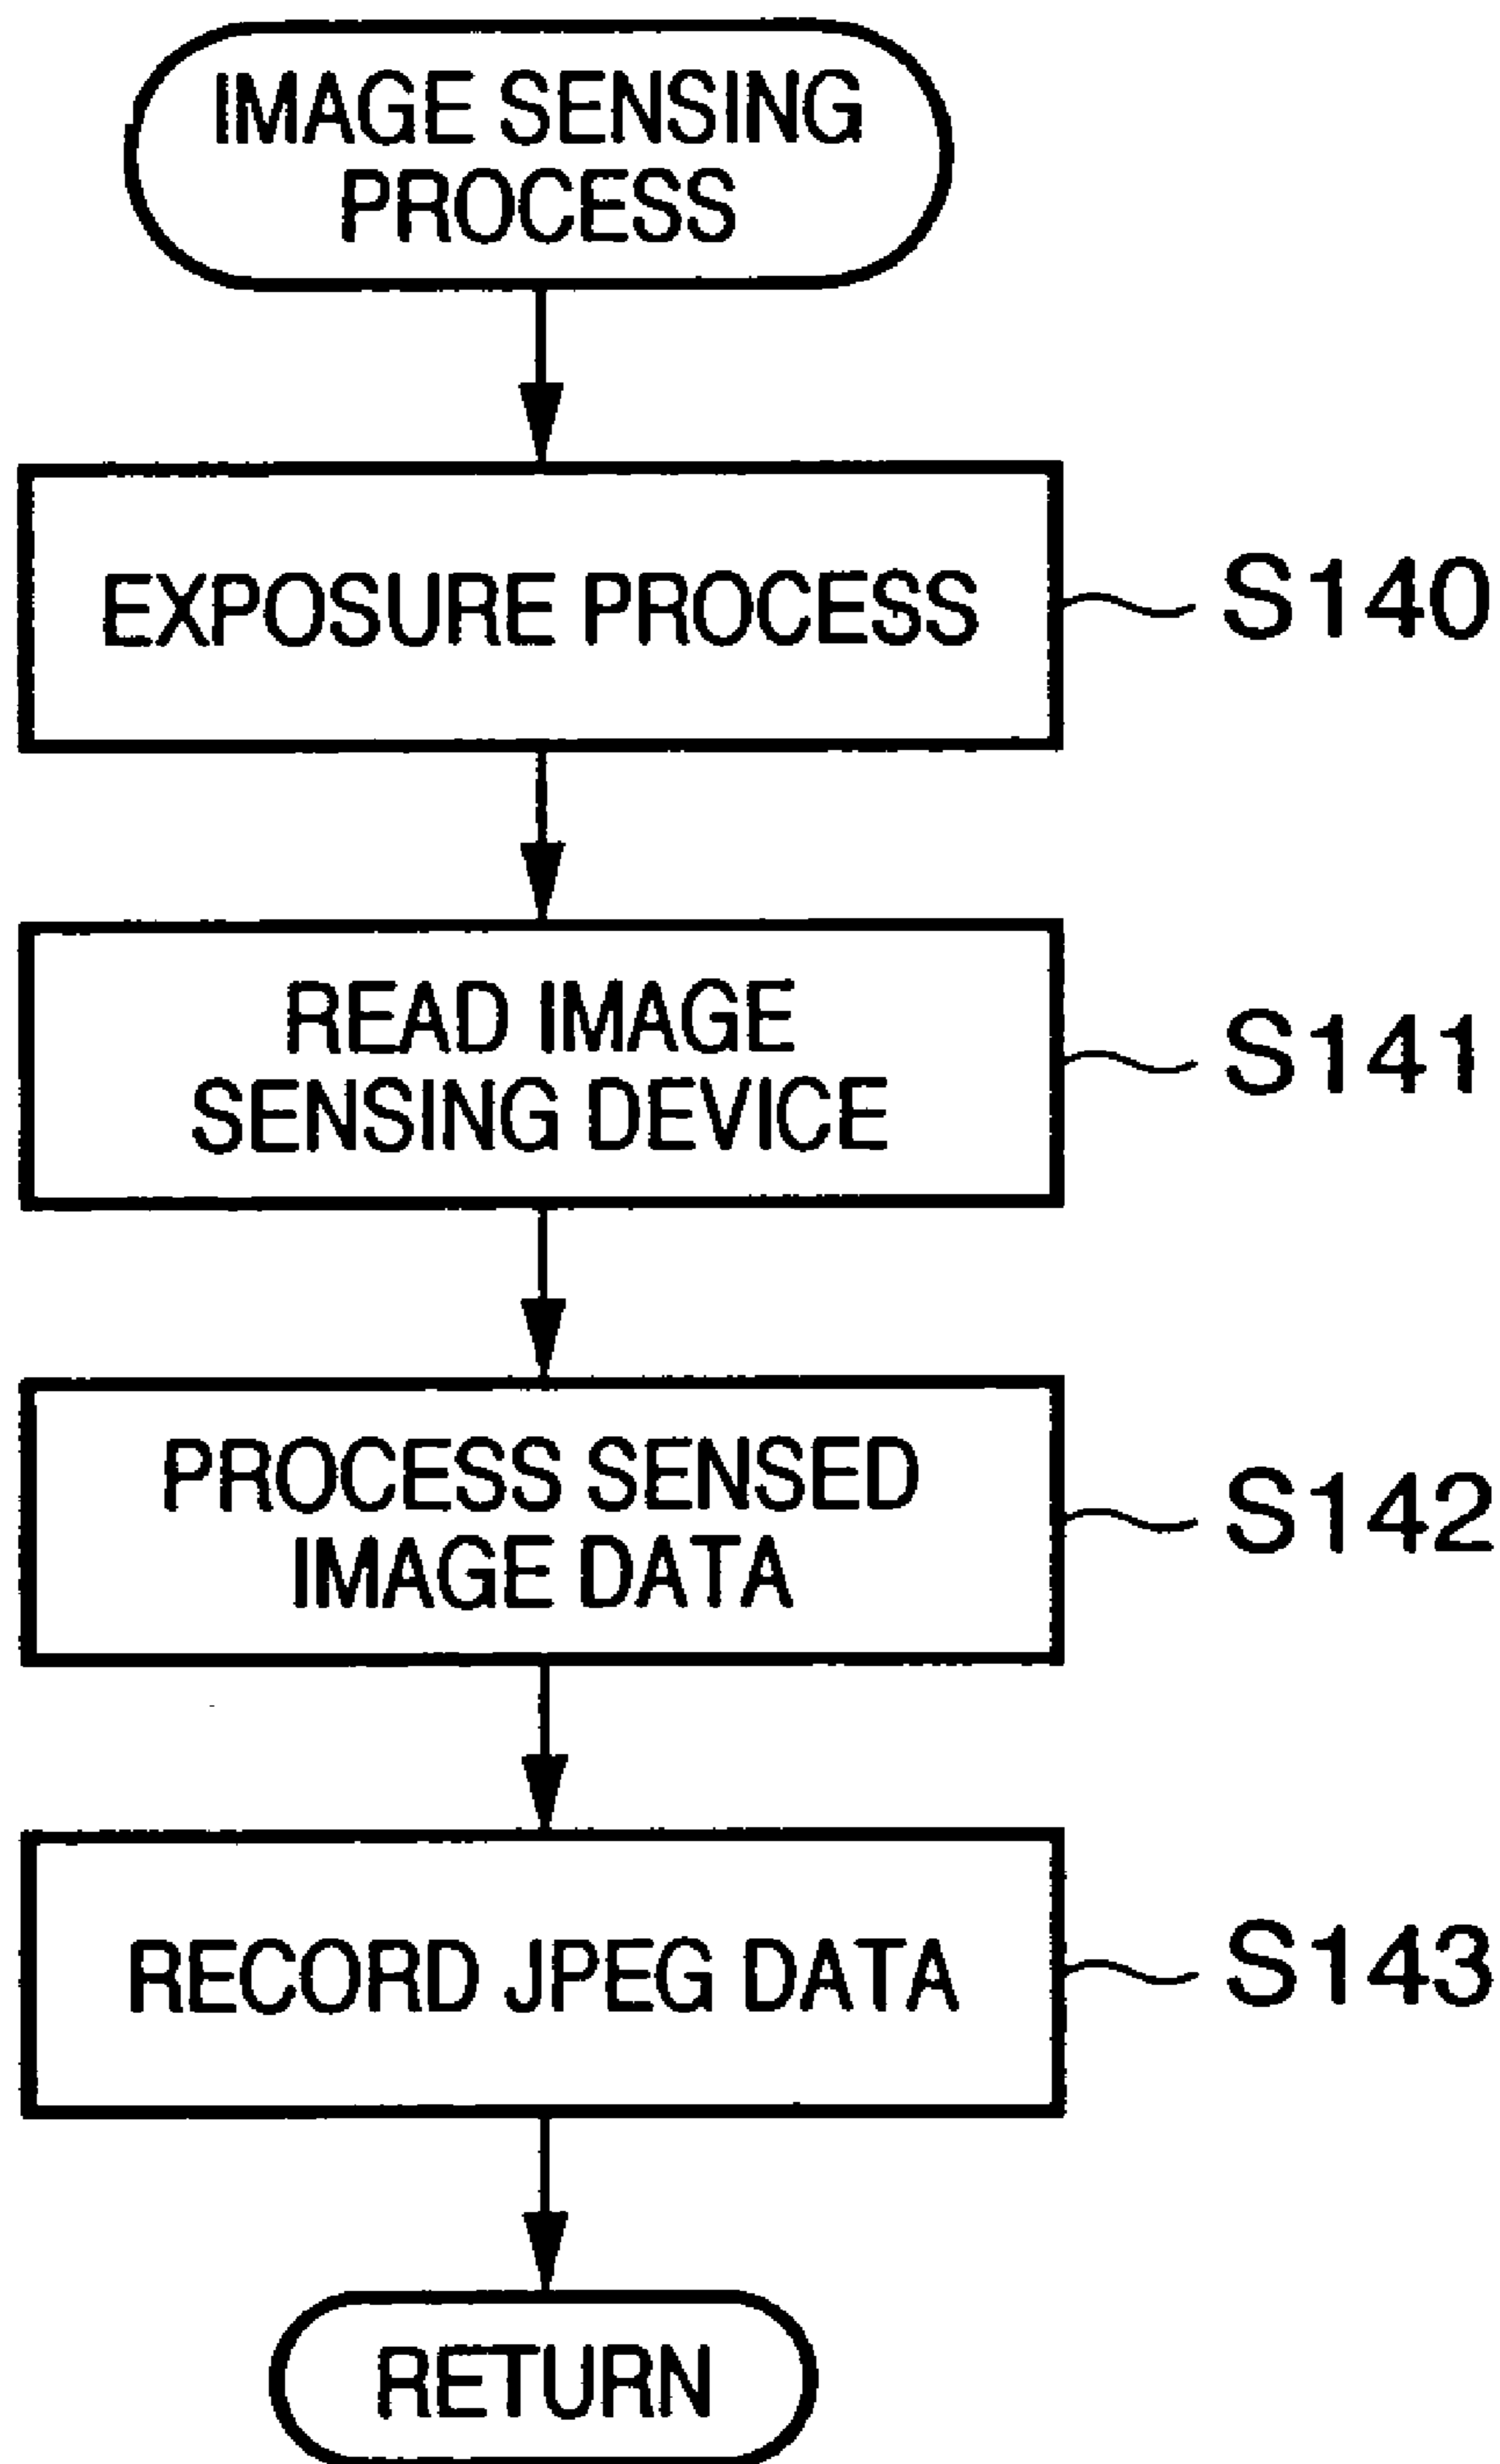 IMAGE SENSING
PROCESS
EXPOSURE PROCESS
S140
READ IMAGE
SENSING DEVICE
S141
PROCESS SENSED
IMAGE DATA
S142
RECORD JPEG DATA
S143
RETURN